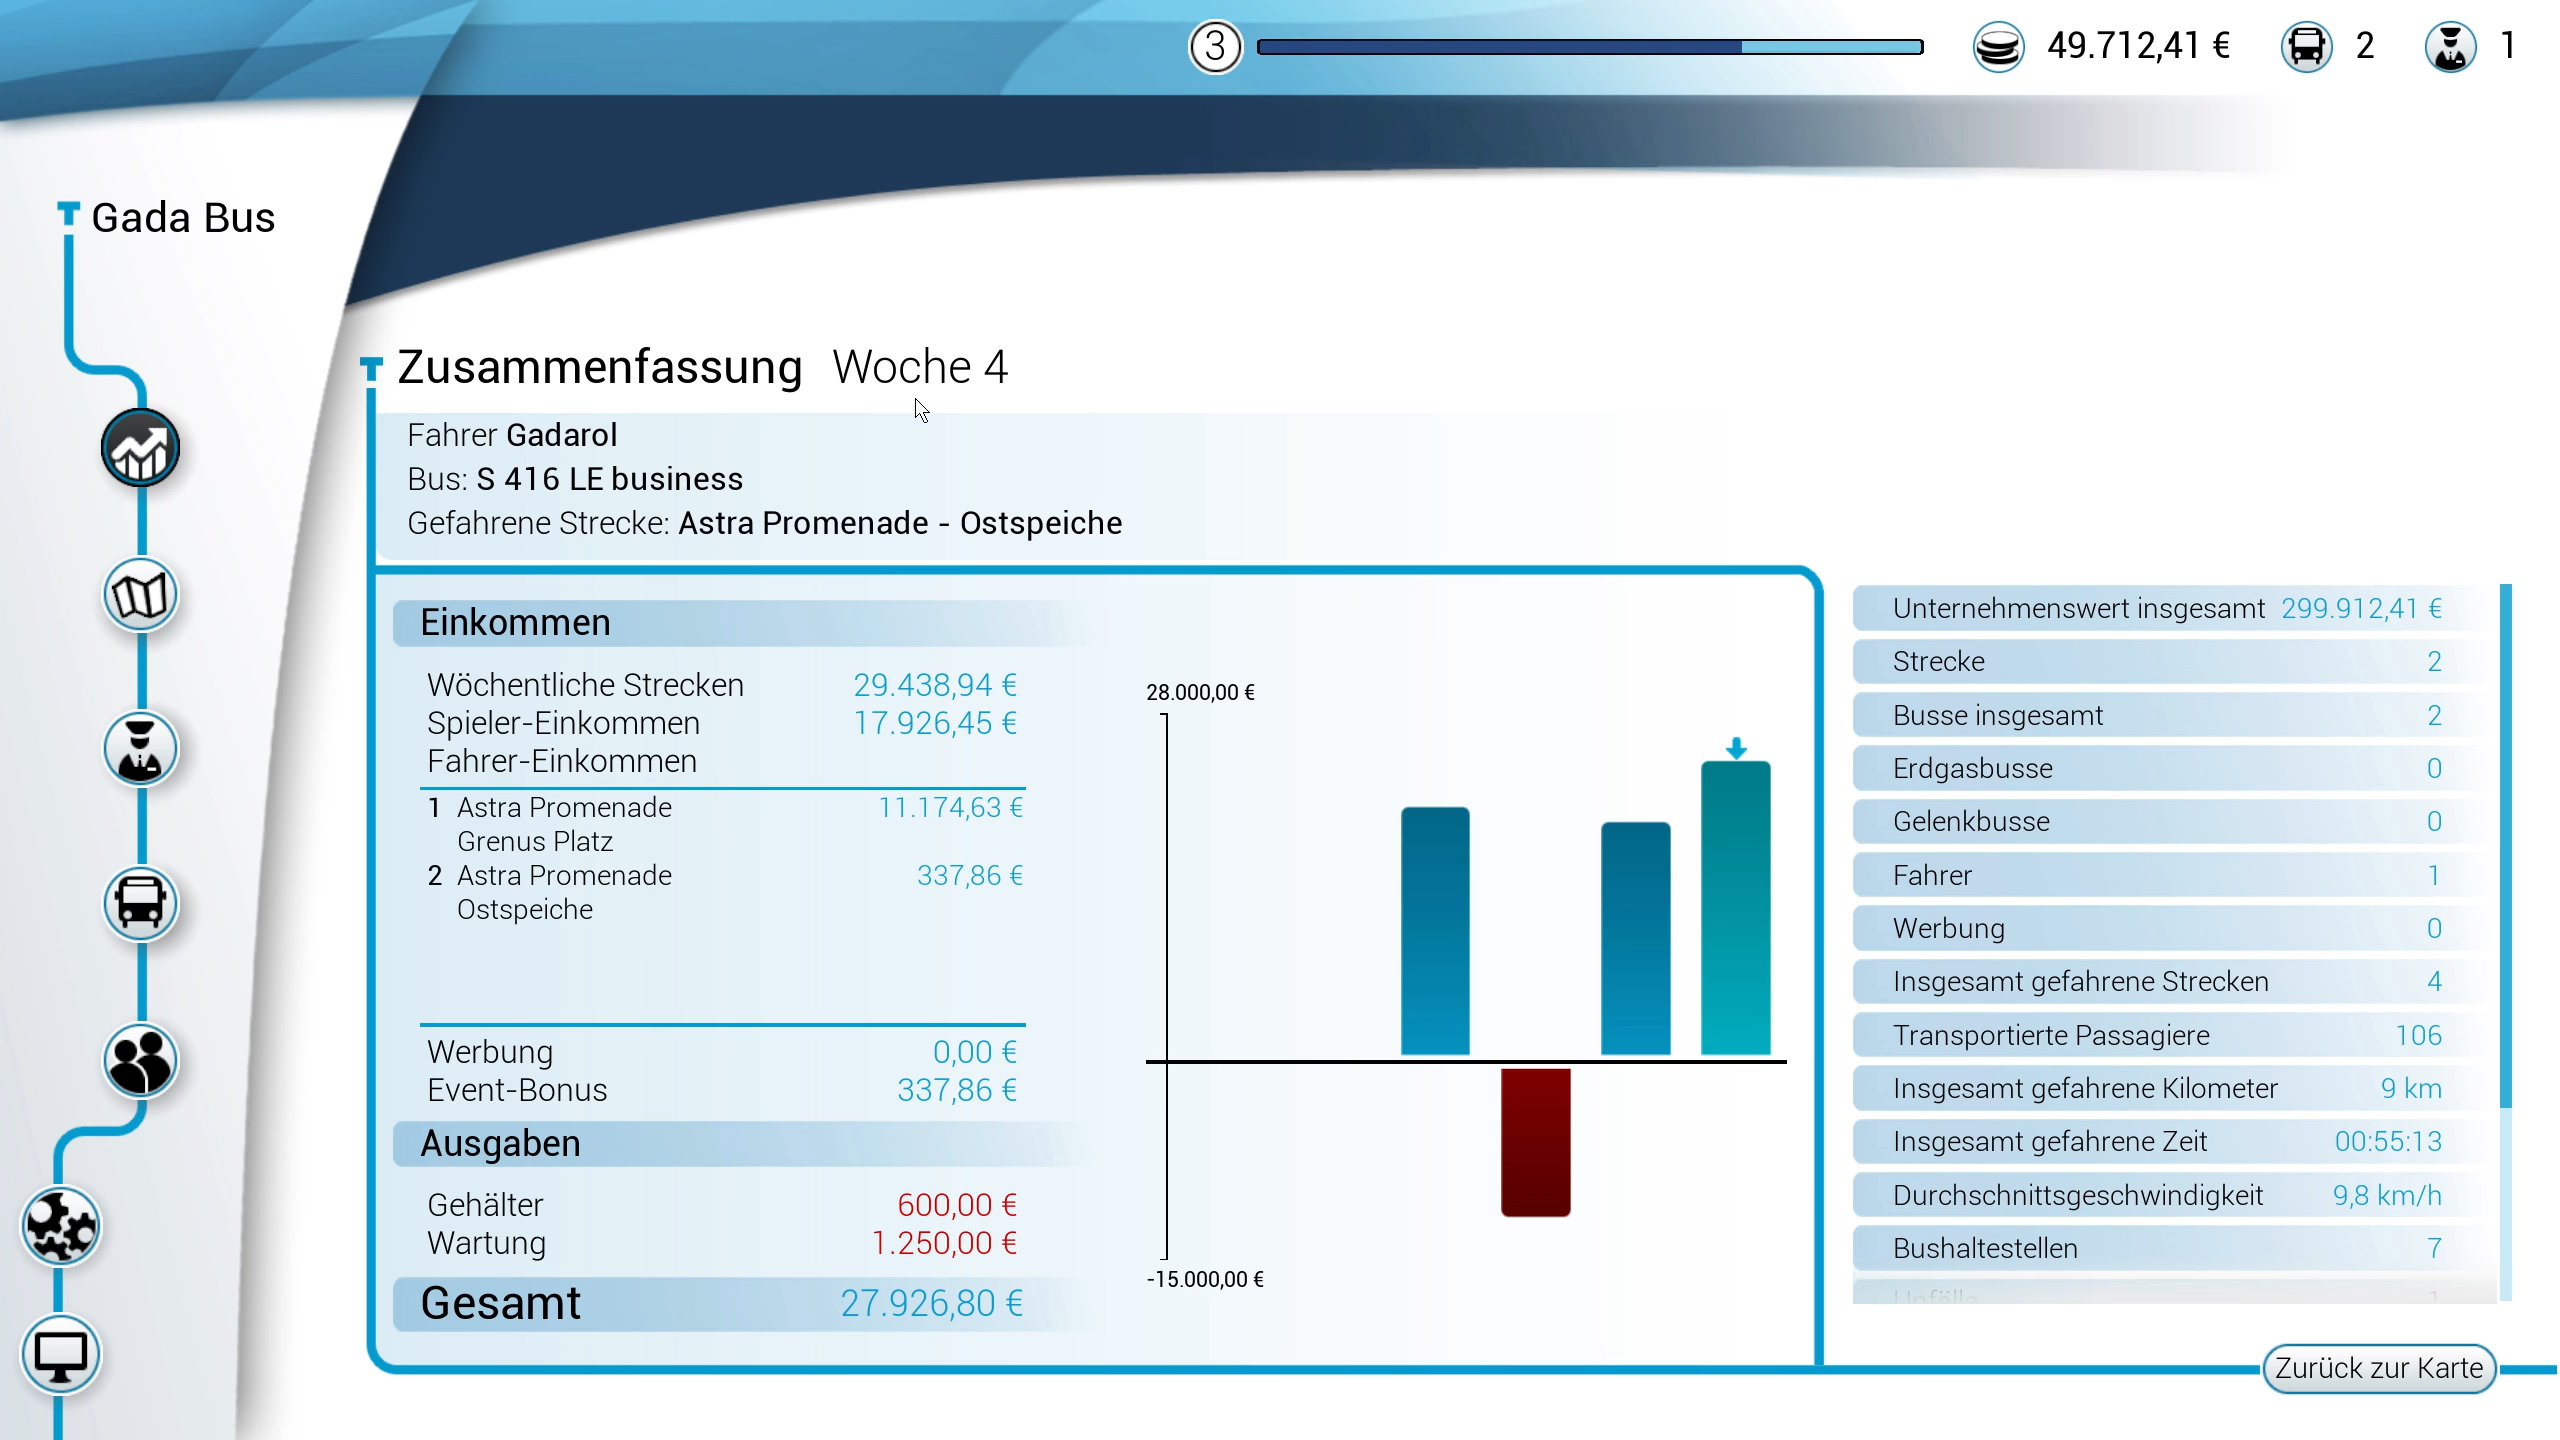 3
49.712,41 €
2
1
Gada Bus
Zusammenfassung Woche 4
Fahrer Gadarol
Bus: S 416 LE business
Gefahrene Strecke: Astra Promenade - Ostspeiche
Einkommen
Wöchentliche Strecken 29.438,94 €
Spieler-Einkommen 17.926,45 €
Fahrer-Einkommen
1 Astra Promenade 11.174,63 €
Grenus Platz
2 Astra Promenade 337,86 €
Ostspeiche
Werbung 0,00 €
Event-Bonus 337,86 €
Ausgaben
Gehälter 600,00 €
Wartung 1.250,00 €
Gesamt 27.926,80 €
28.000,00 €
-15.000,00 €
Unternehmenswert insgesamt 299.912,41 €
Strecke 2
Busse insgesamt 2
Erdgasbusse 0
Gelenkbusse 0
Fahrer 1
Werbung 0
Insgesamt gefahrene Strecken 4
Transportierte Passagiere 106
Insgesamt gefahrene Kilometer 9 km
Insgesamt gefahrene Zeit 00:55:13
Durchschnittsgeschwindigkeit 9,8 km/h
Bushaltestellen 7
Unfälle 1
Zurück zur Karte